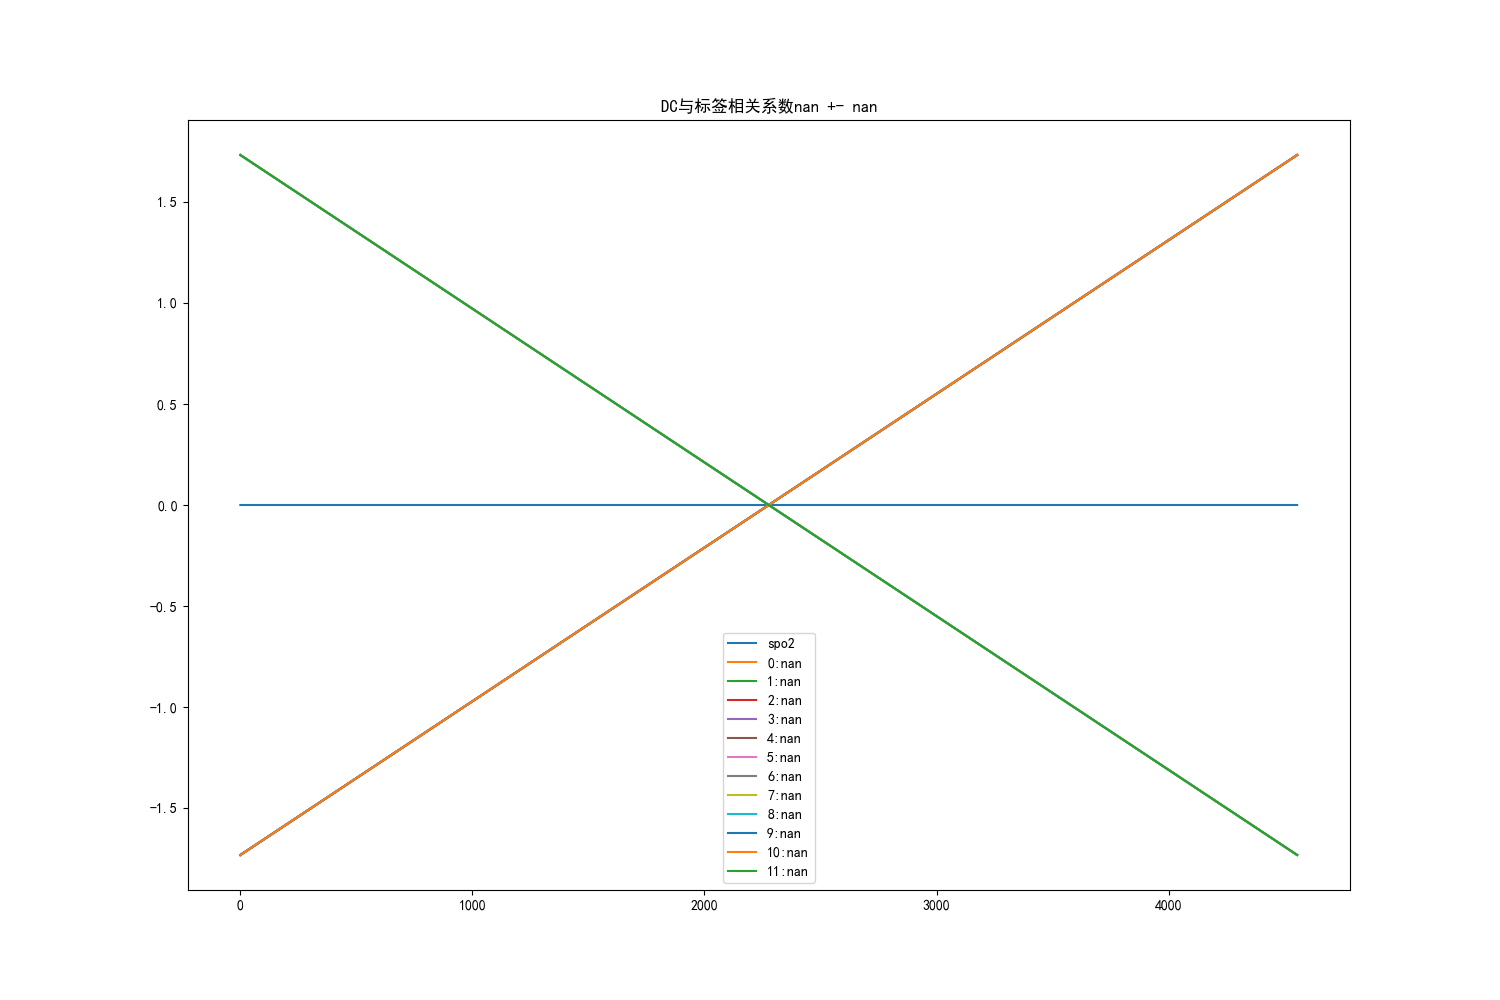 DC与标签相关系数nan +- nan
1.5
1.0
0.5
0.0
-0.5
-1.0
-1.5
spo2
0:nan
1:nan
2:nan
3:nan
4:nan
5:nan
6:nan
7:nan
8:nan
9:nan
10:nan
11:nan
0 1000 2000 3000 4000